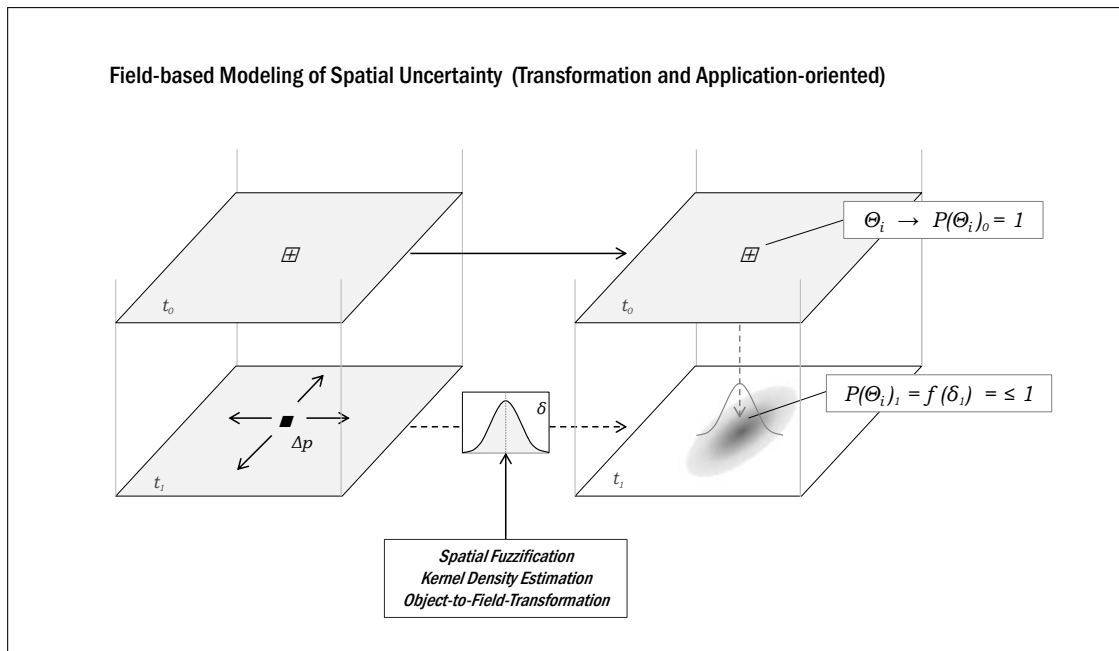 Field-based Modeling of Spatial Uncertainty (Transformation and Application-oriented)
Θi → P(Θi)0 = 1
t0
t0
P(Θi)1 = f(δ1) = ≤ 1
δ
Δp
t1
t1
Spatial Fuzzification
Kernel Density Estimation
Object-to-Field-Transformation